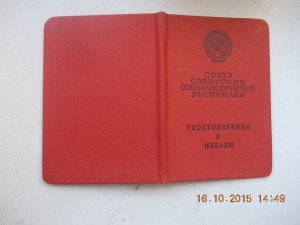 СОЮЗ
СОВЕТСКИХ
СОЦИАЛИСТИЧЕСКИХ
РЕСПУБЛИК
УДОСТОВЕРЕНИЕ
К
МЕДАЛИ
16.10.2015 14:49